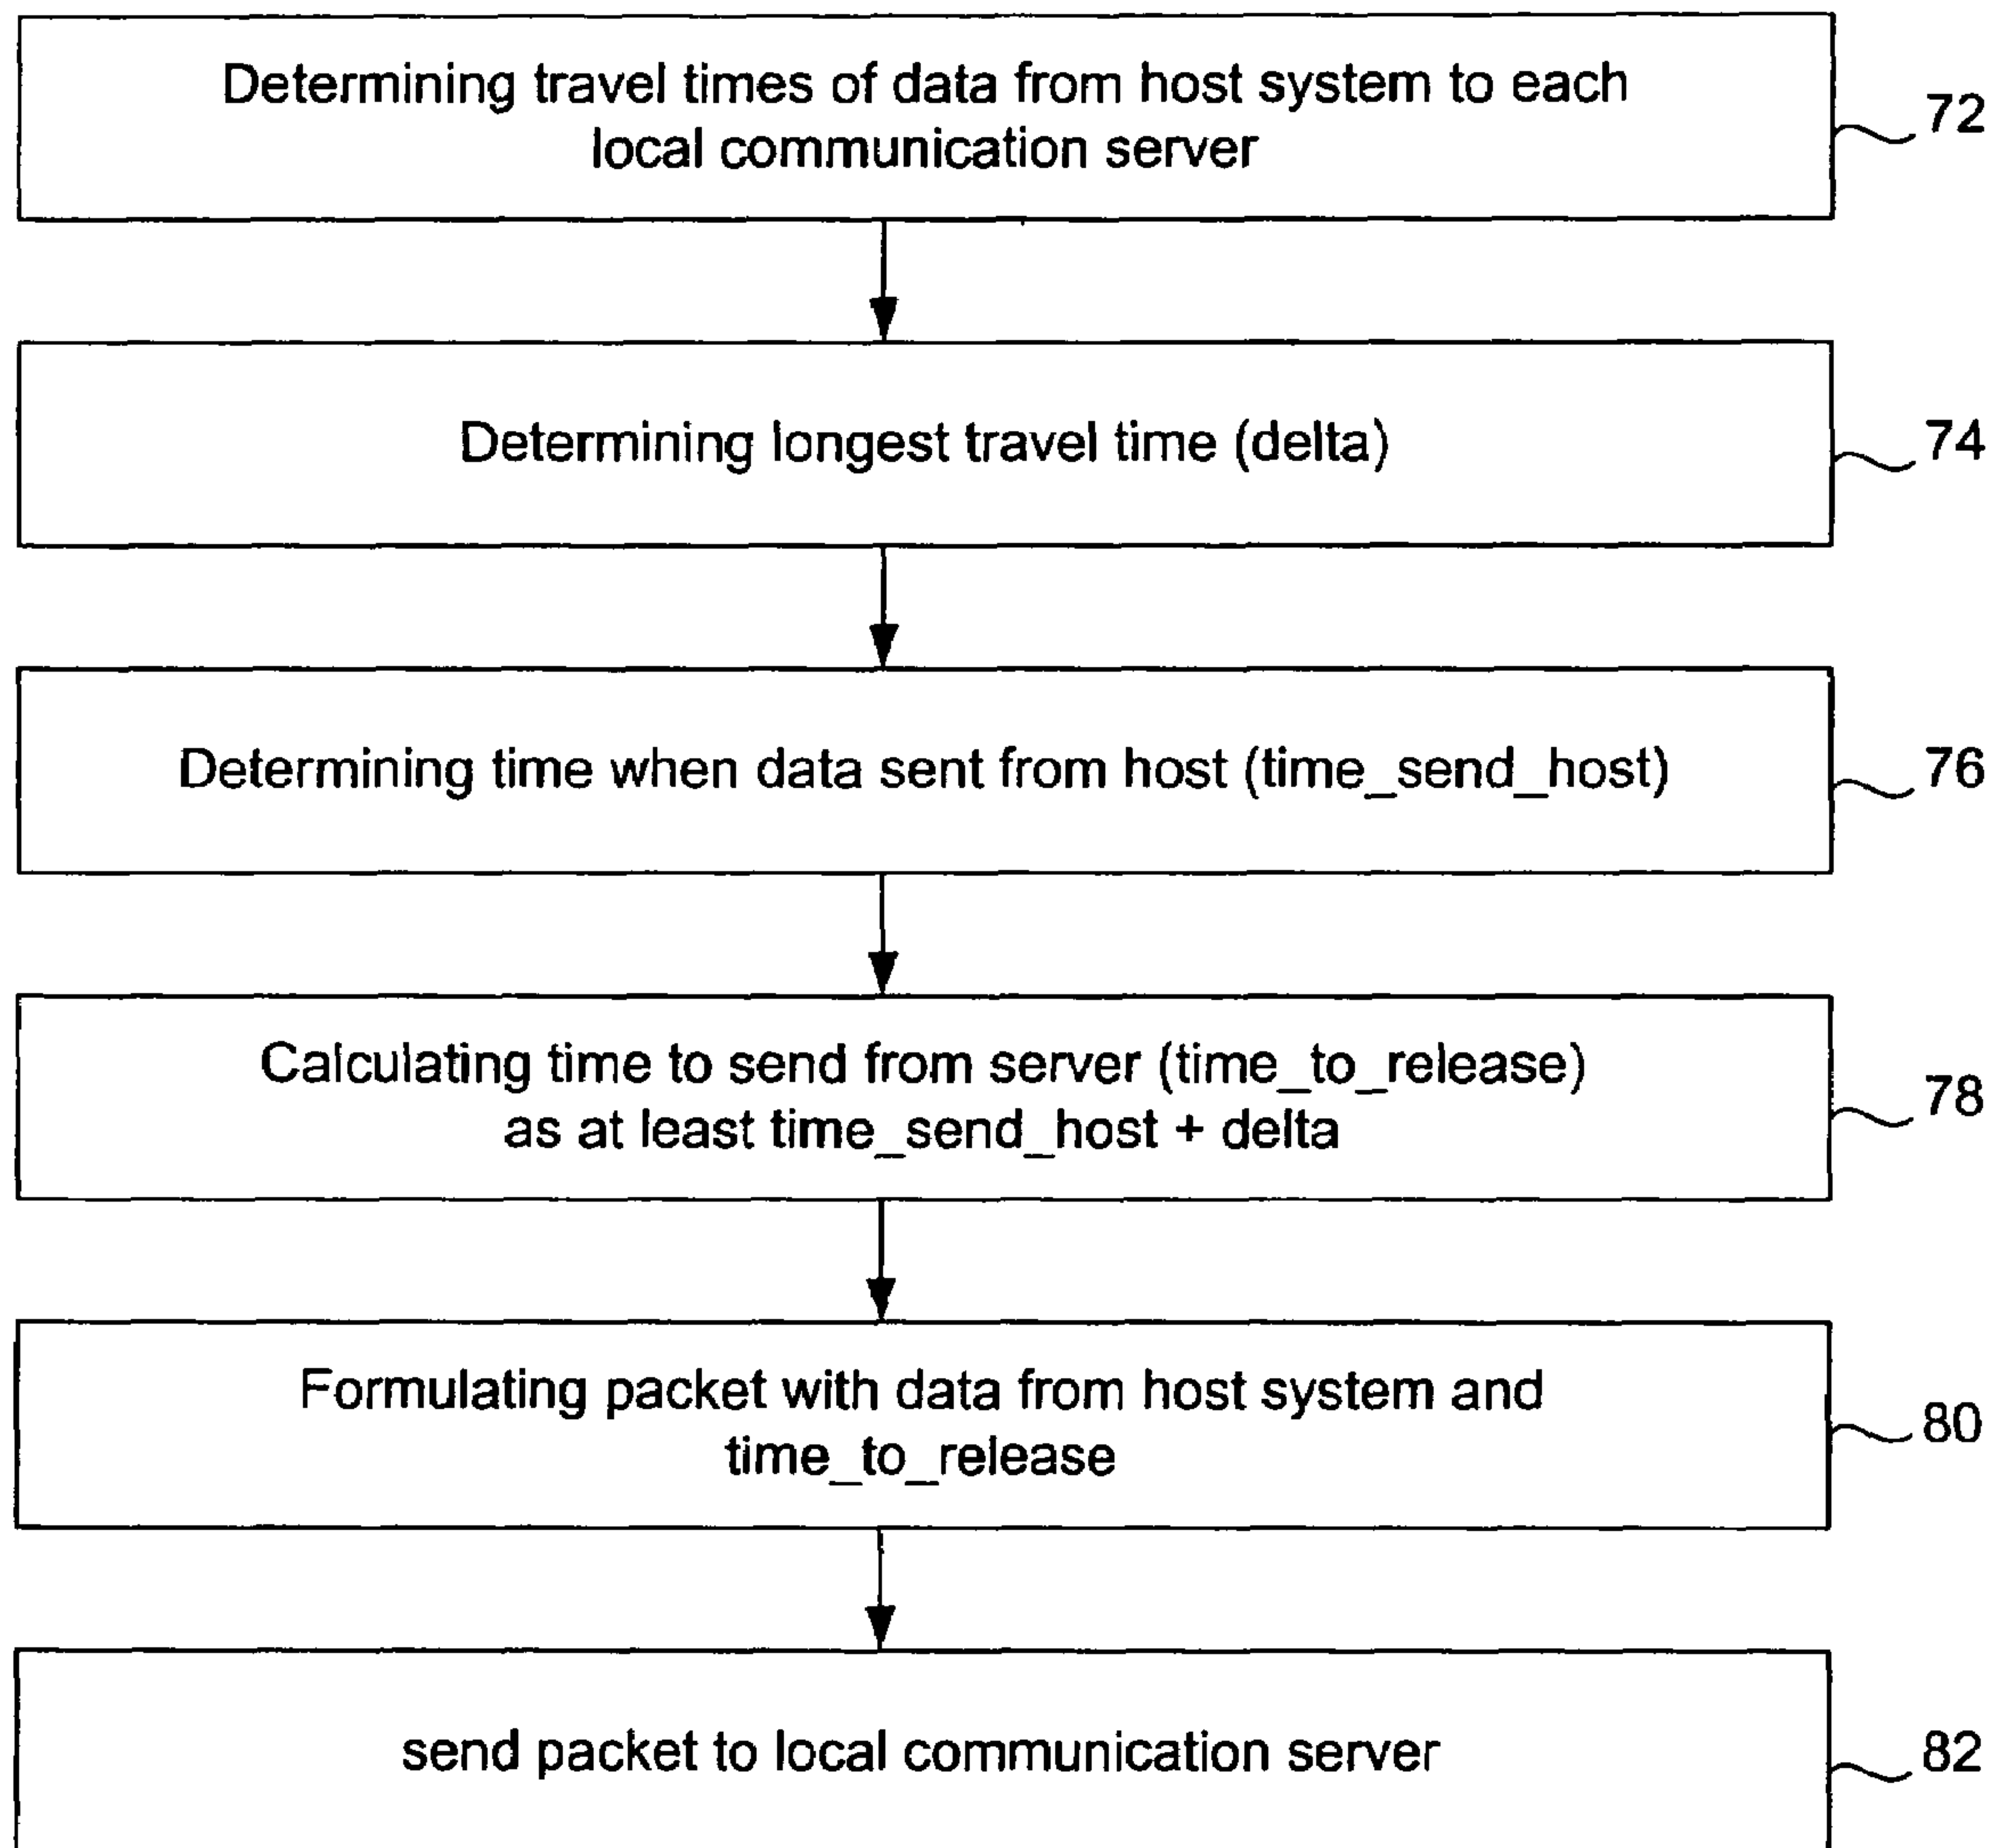 Determining travel times of data from host system to each
local communication server
72
Determining longest travel time (delta)
74
Determining time when data sent from host (time_send_host)
76
Calculating time to send from server (time_to_release)
as at least time_send_host + delta
78
Formulating packet with data from host system and
time_to_release
80
send packet to local communication server
82